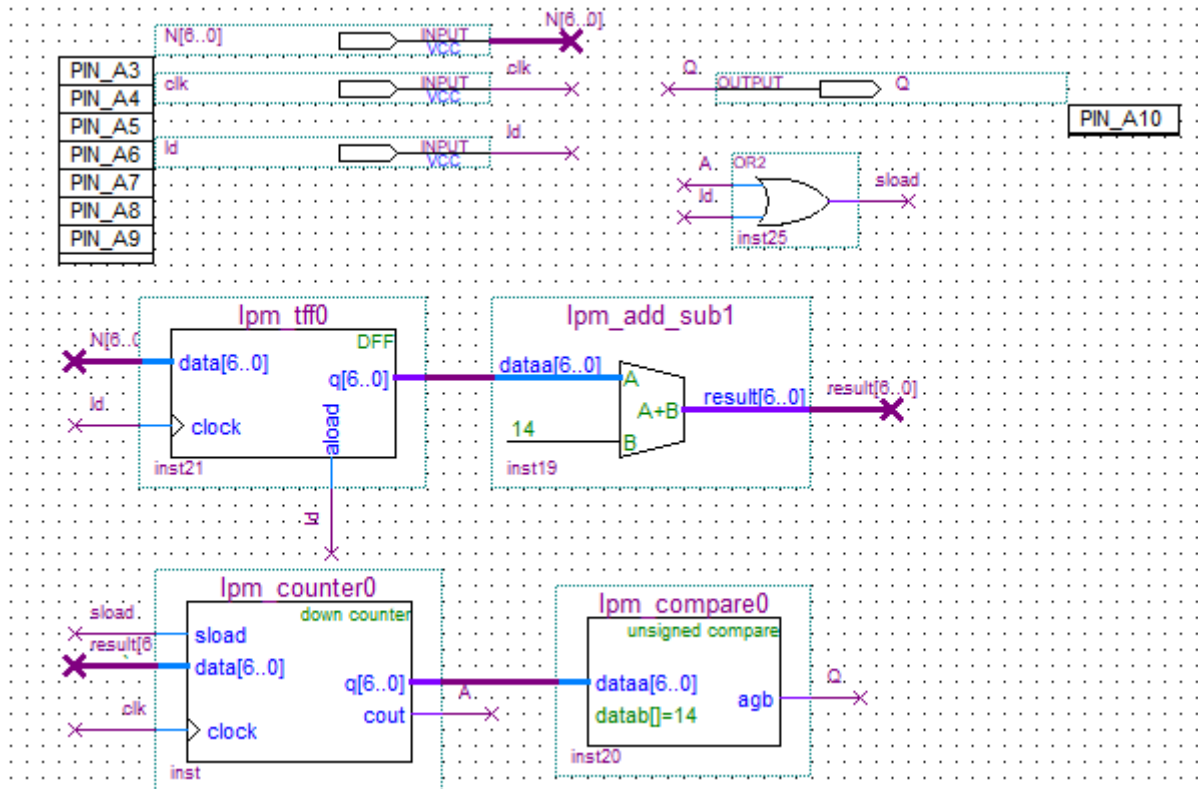 N[6..0]
N[6..0]
INPUT
VCC
PIN_A3
PIN_A4
PIN_A5
PIN_A6
PIN_A7
PIN_A8
PIN_A9
clk
INPUT
VCC
clk
Q
OUTPUT
Q
PIN_A10
ld
INPUT
VCC
ld
A
OR2
ld
sload
inst25
lpm_tff0
DFF
N[6..0
data[6..0]
q[6..0]
ld
clock
aload
inst21
ld
lpm_add_sub1
dataa[6..0]
A
A+B
result[6..0]
result[6..0]
14
B
inst19
lpm_counter0
down counter
sload
sload
result[6
data[6..0]
q[6..0]
A
cout
clk
clock
inst
lpm_compare0
unsigned compare
dataa[6..0]
agb
Q
datab[]=14
inst20